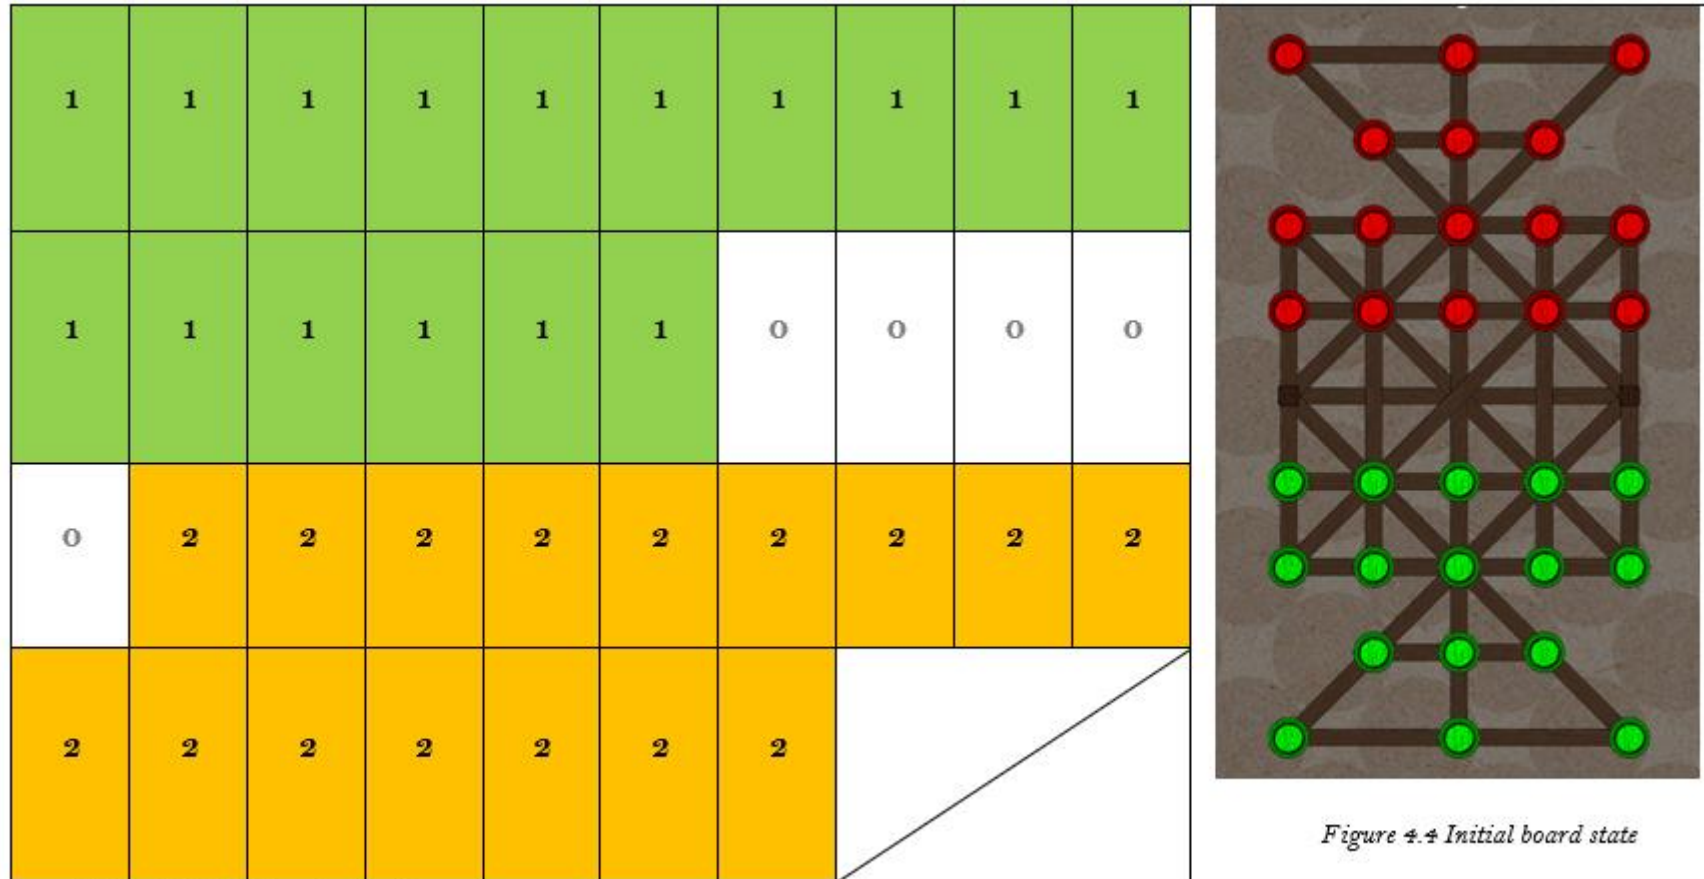 1 1 1 1 1 1 1 1 1 1
1 1 1 1 1 1 0 0 0 0
0 2 2 2 2 2 2 2 2 2
2 2 2 2 2 2 2
Figure 4.4 Initial board state